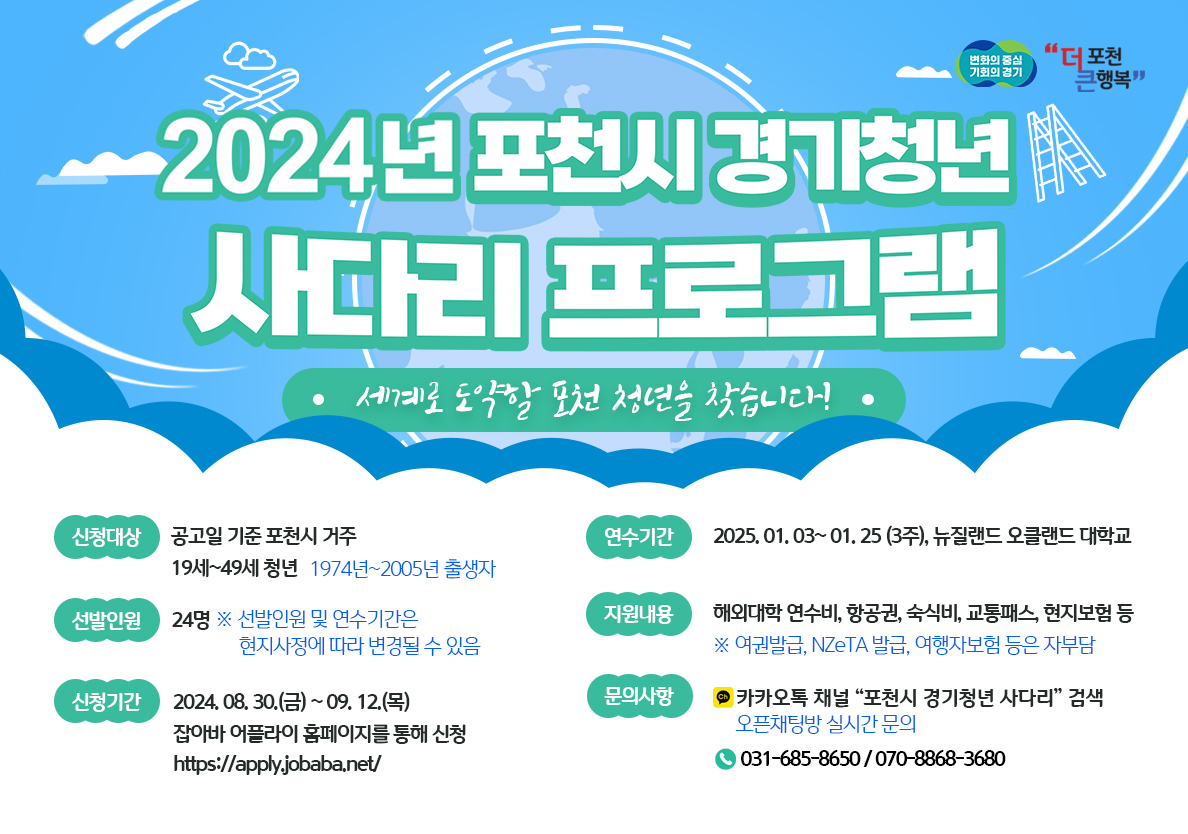 변화의 중심
기회의 경기
“더 포천
큰행복”
2024년 포천시 경기청년
사다리 프로그램
세계로 도약할 포천 청년을 찾습니다!
신청대상
공고일 기준 포천시 거주
19세~49세 청년 1974년~2005년 출생자
선발인원
24명 ※ 선발인원 및 연수기간은
현지사정에 따라 변경될 수 있음
신청기간
2024. 08. 30.(금) ~ 09. 12.(목)
잡아바 어플라이 홈페이지를 통해 신청
https://apply.jobaba.net/
연수기간
2025. 01. 03~ 01. 25 (3주), 뉴질랜드 오클랜드 대학교
지원내용
해외대학 연수비, 항공권, 숙식비, 교통패스, 현지보험 등
※ 여권발급, NZeTA 발급, 여행자보험 등은 자부담
문의사항
Ch 카카오톡 채널 “포천시 경기청년 사다리” 검색
오픈채팅방 실시간 문의
031-685-8650 / 070-8868-3680